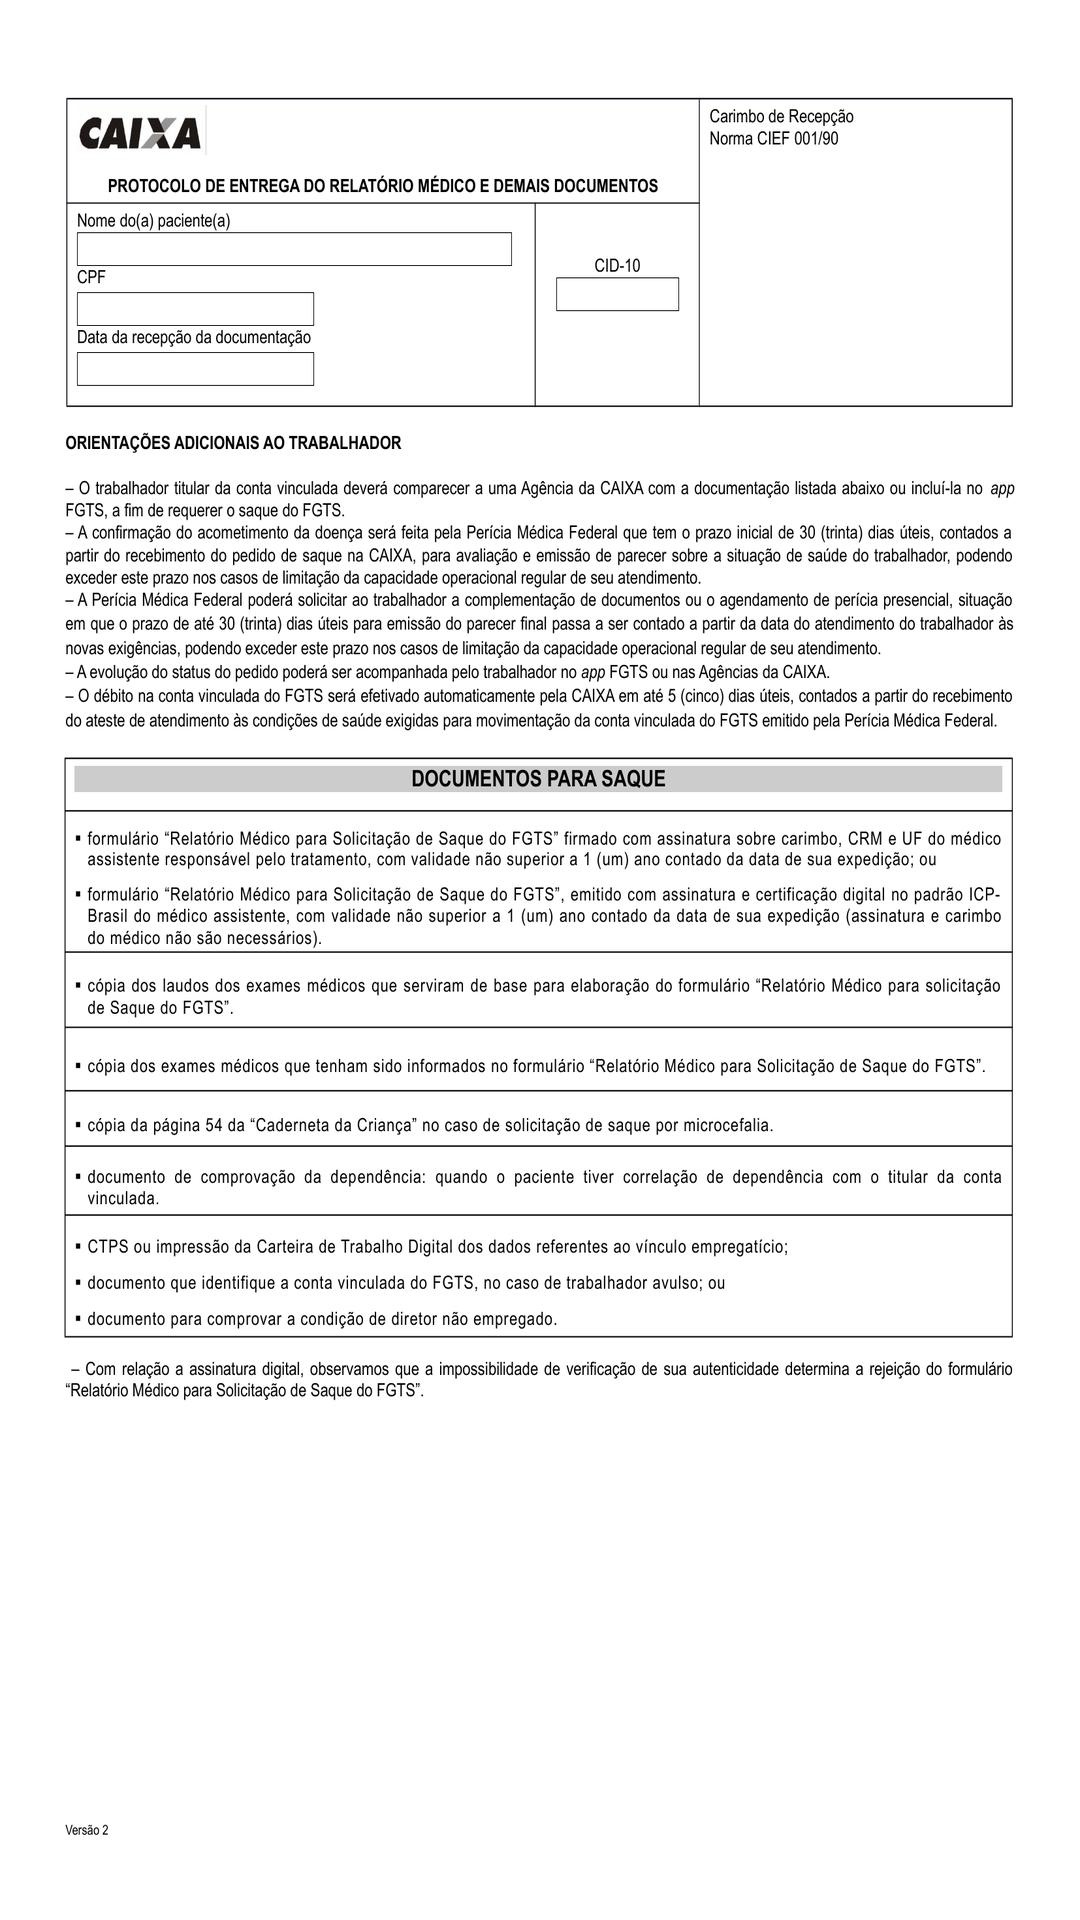 CAIXA
Carimbo de Recepção
Norma CIEF 001/90
PROTOCOLO DE ENTREGA DO RELATÓRIO MÉDICO E DEMAIS DOCUMENTOS
Nome do(a) paciente(a)
CID-10
CPF
Data da recepção da documentação
ORIENTAÇÕES ADICIONAIS AO TRABALHADOR
– O trabalhador titular da conta vinculada deverá comparecer a uma Agência da CAIXA com a documentação listada abaixo ou incluí-la no app
FGTS, a fim de requerer o saque do FGTS.
– A confirmação do acometimento da doença será feita pela Perícia Médica Federal que tem o prazo inicial de 30 (trinta) dias úteis, contados a
partir do recebimento do pedido de saque na CAIXA, para avaliação e emissão de parecer sobre a situação de saúde do trabalhador, podendo
exceder este prazo nos casos de limitação da capacidade operacional regular de seu atendimento.
– A Perícia Médica Federal poderá solicitar ao trabalhador a complementação de documentos ou o agendamento de perícia presencial, situação
em que o prazo de até 30 (trinta) dias úteis para emissão do parecer final passa a ser contado a partir da data do atendimento do trabalhador às
novas exigências, podendo exceder este prazo nos casos de limitação da capacidade operacional regular de seu atendimento.
– A evolução do status do pedido poderá ser acompanhada pelo trabalhador no app FGTS ou nas Agências da CAIXA.
– O débito na conta vinculada do FGTS será efetivado automaticamente pela CAIXA em até 5 (cinco) dias úteis, contados a partir do recebimento
do ateste de atendimento às condições de saúde exigidas para movimentação da conta vinculada do FGTS emitido pela Perícia Médica Federal.
DOCUMENTOS PARA SAQUE
▪ formulário “Relatório Médico para Solicitação de Saque do FGTS” firmado com assinatura sobre carimbo, CRM e UF do médico
assistente responsável pelo tratamento, com validade não superior a 1 (um) ano contado da data de sua expedição; ou
▪ formulário “Relatório Médico para Solicitação de Saque do FGTS”, emitido com assinatura e certificação digital no padrão ICP-
Brasil do médico assistente, com validade não superior a 1 (um) ano contado da data de sua expedição (assinatura e carimbo
do médico não são necessários).
▪ cópia dos laudos dos exames médicos que serviram de base para elaboração do formulário “Relatório Médico para solicitação
de Saque do FGTS”.
▪ cópia dos exames médicos que tenham sido informados no formulário “Relatório Médico para Solicitação de Saque do FGTS”.
▪ cópia da página 54 da “Caderneta da Criança” no caso de solicitação de saque por microcefalia.
▪ documento de comprovação da dependência: quando o paciente tiver correlação de dependência com o titular da conta
vinculada.
▪ CTPS ou impressão da Carteira de Trabalho Digital dos dados referentes ao vínculo empregatício;
▪ documento que identifique a conta vinculada do FGTS, no caso de trabalhador avulso; ou
▪ documento para comprovar a condição de diretor não empregado.
– Com relação a assinatura digital, observamos que a impossibilidade de verificação de sua autenticidade determina a rejeição do formulário
“Relatório Médico para Solicitação de Saque do FGTS”.
Versão 2